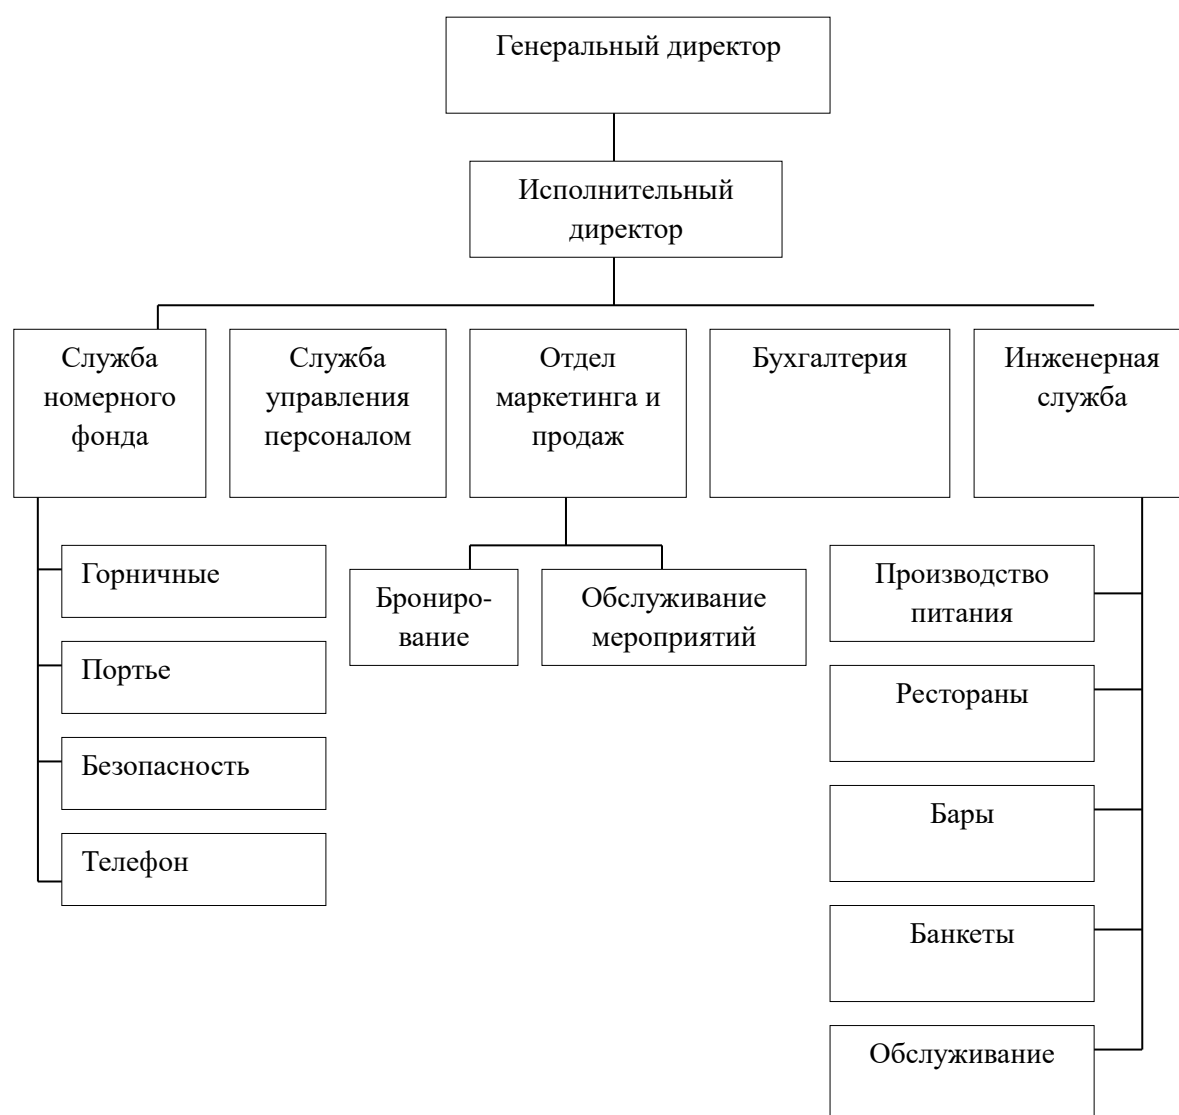 Генеральный директор
Исполнительный
директор
Служба
номерного
фонда
Служба
управления
персоналом
Отдел
маркетинга и
продаж
Бухгалтерия
Инженерная
служба
Горничные
Портье
Безопасность
Телефон
Брониро-
вание
Обслуживание
мероприятий
Производство
питания
Рестораны
Бары
Банкеты
Обслуживание